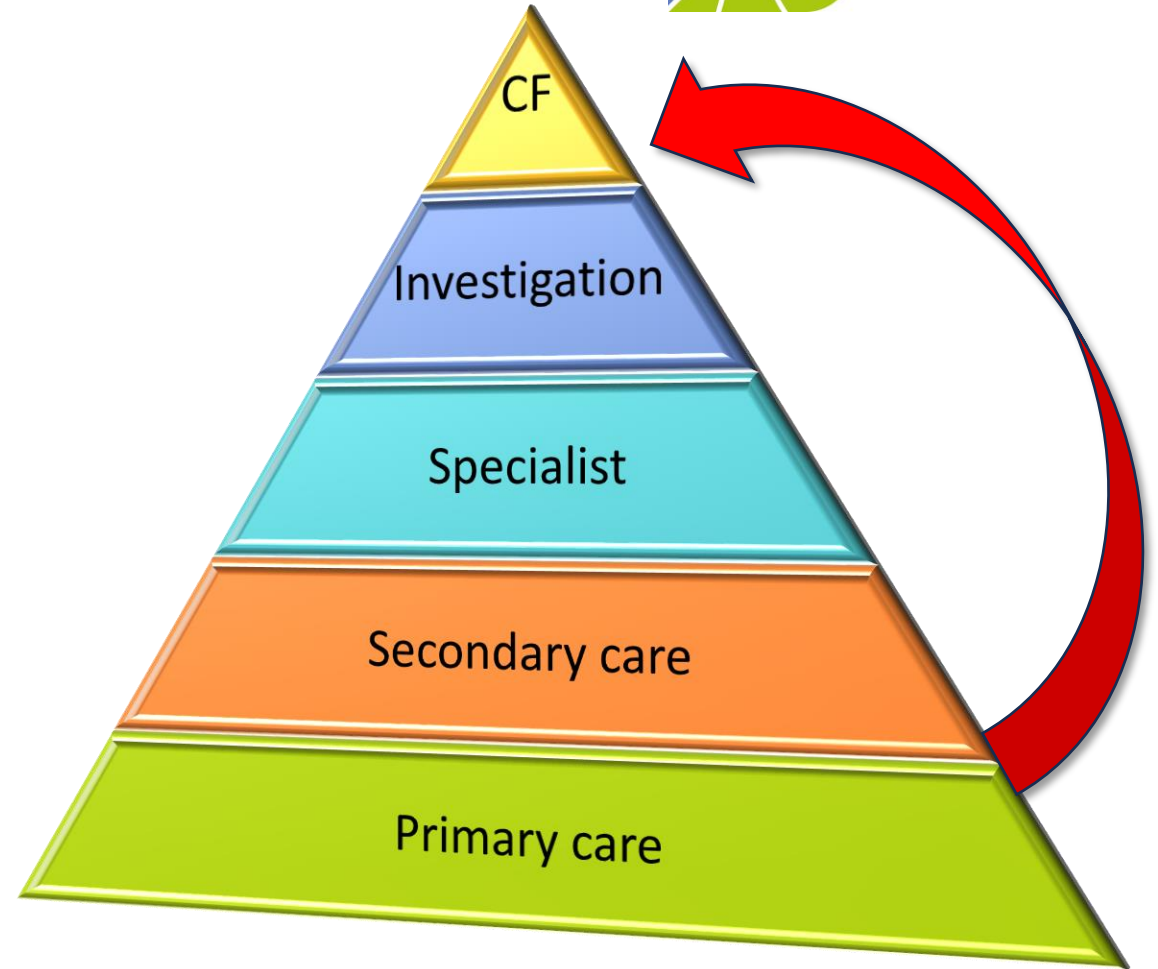 CF
Investigation
Specialist
Secondary care
Primary care